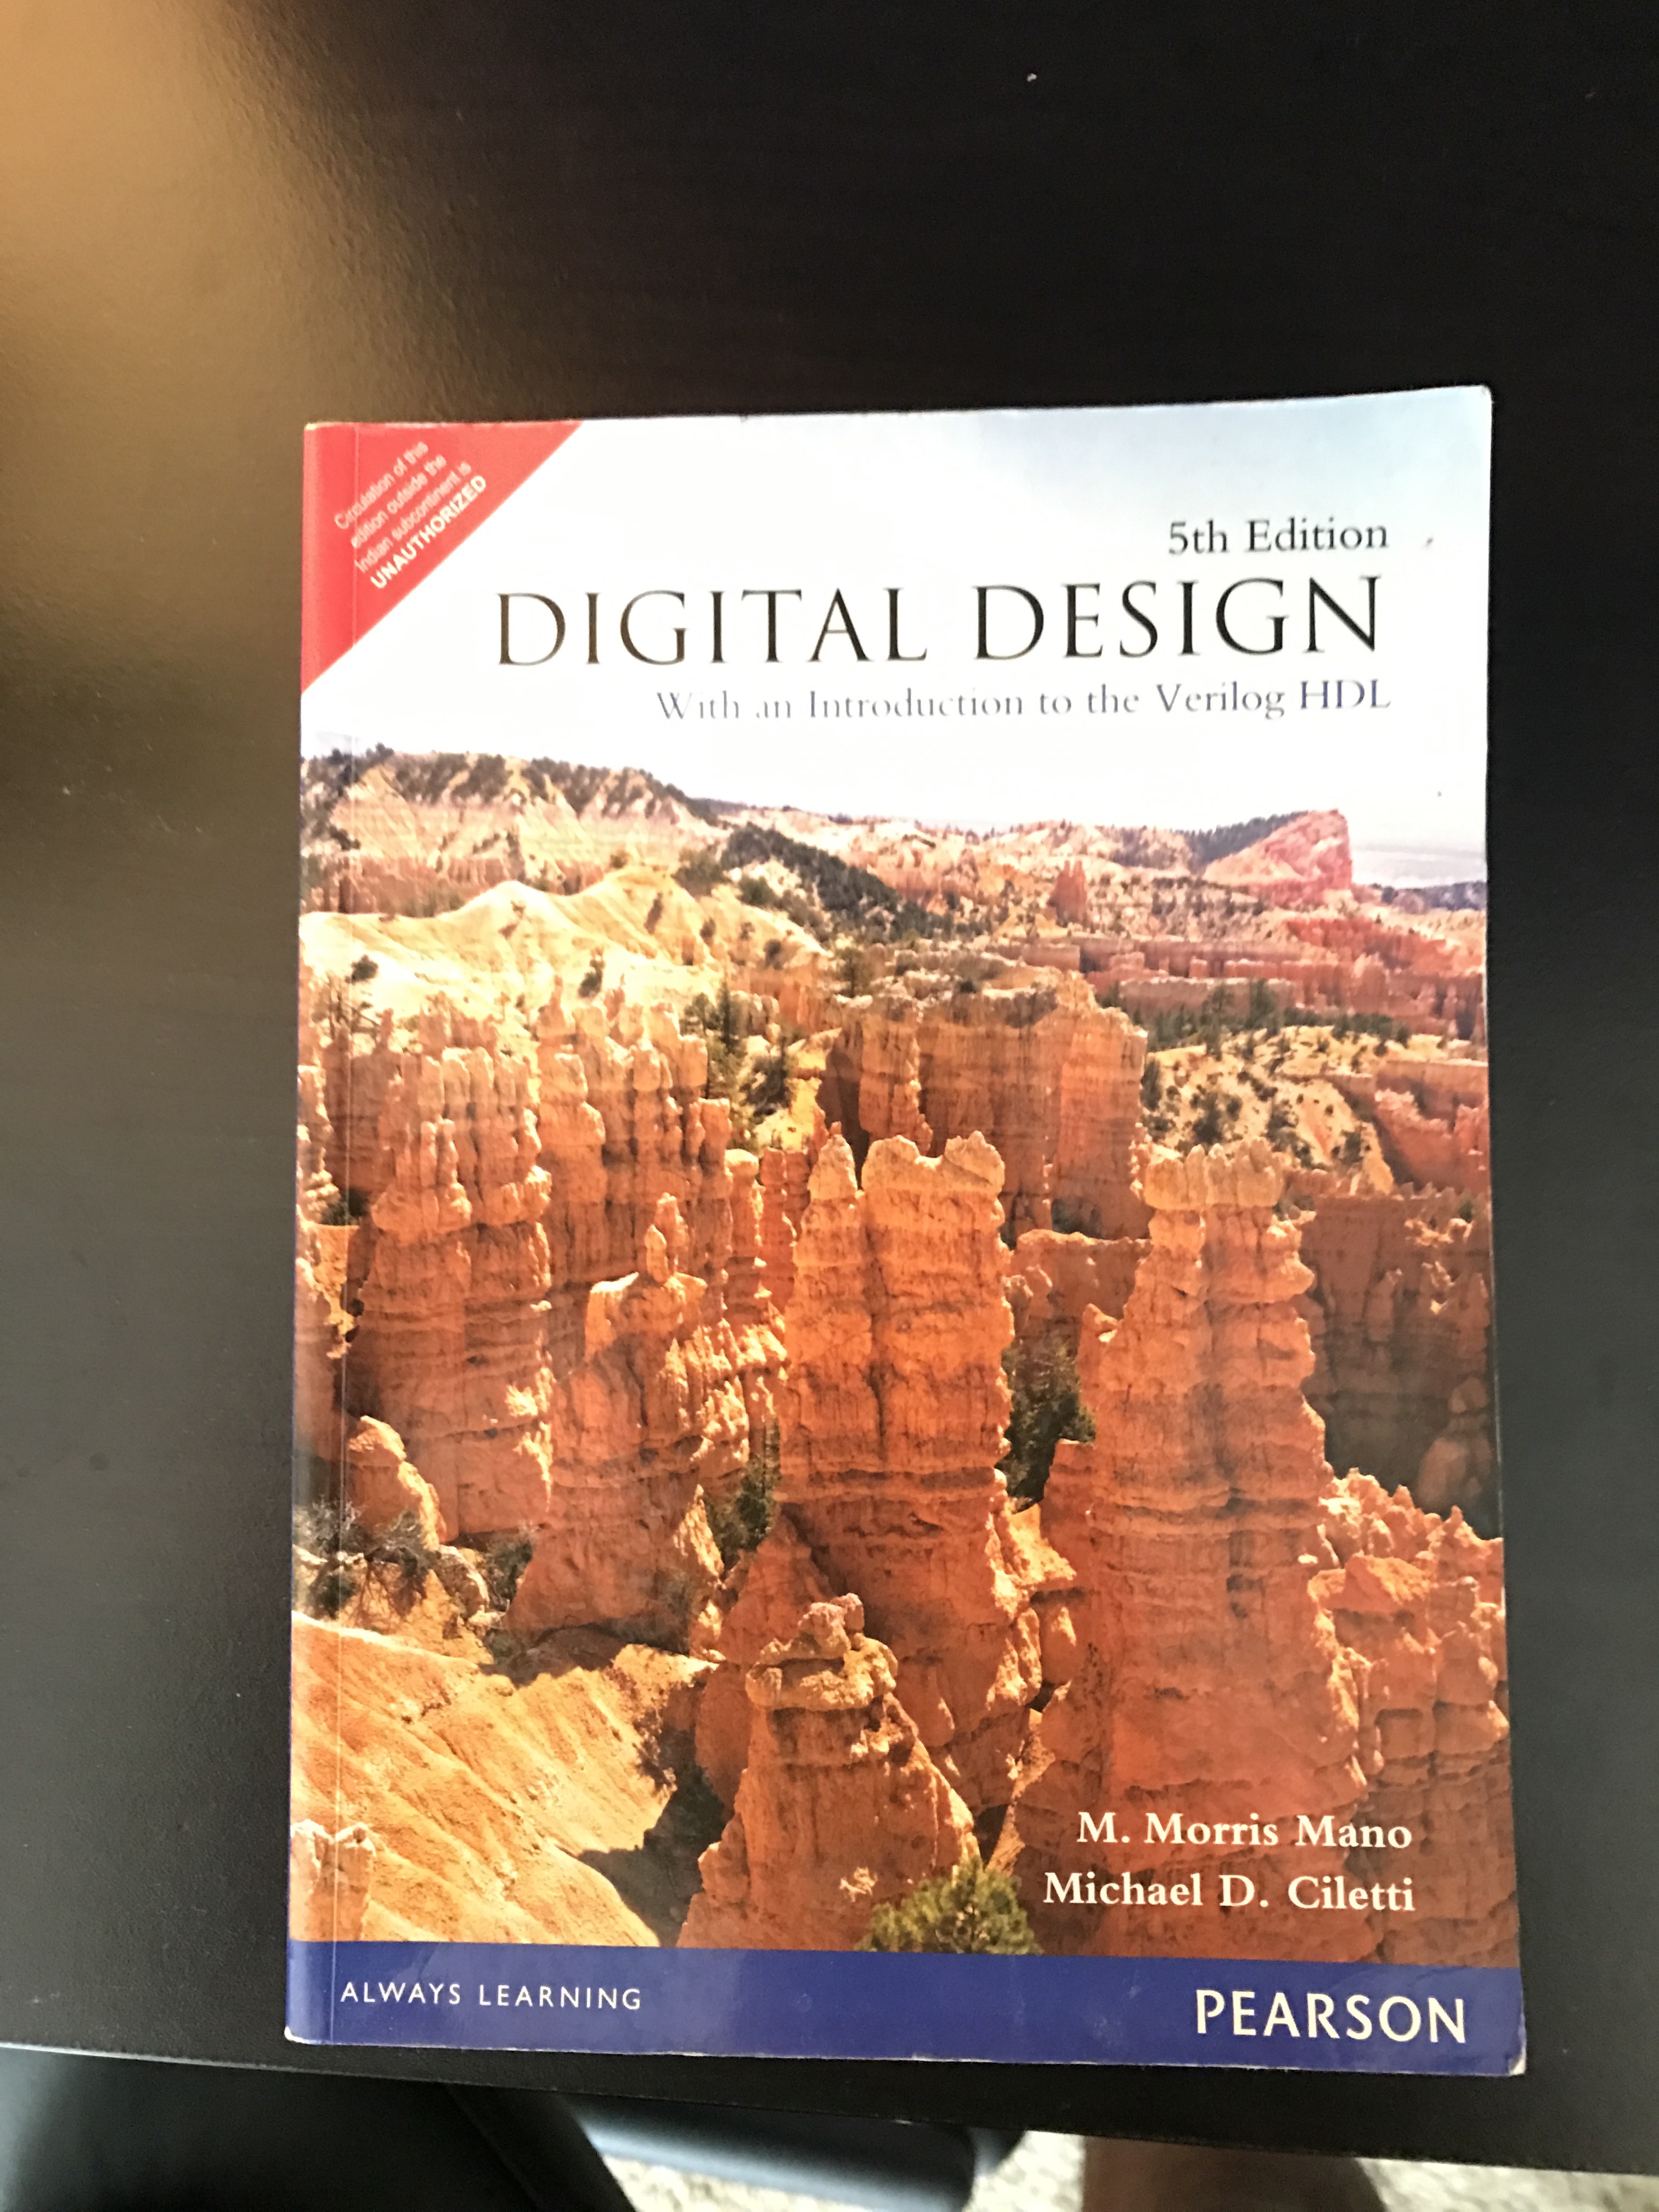 Circulation of this
edition outside the
Indian subcontinent is
UNAUTHORIZED
5th Edition
DIGITAL DESIGN
With an Introduction to the Verilog HDL
M. Morris Mano
Michael D. Ciletti
ALWAYS LEARNING
PEARSON